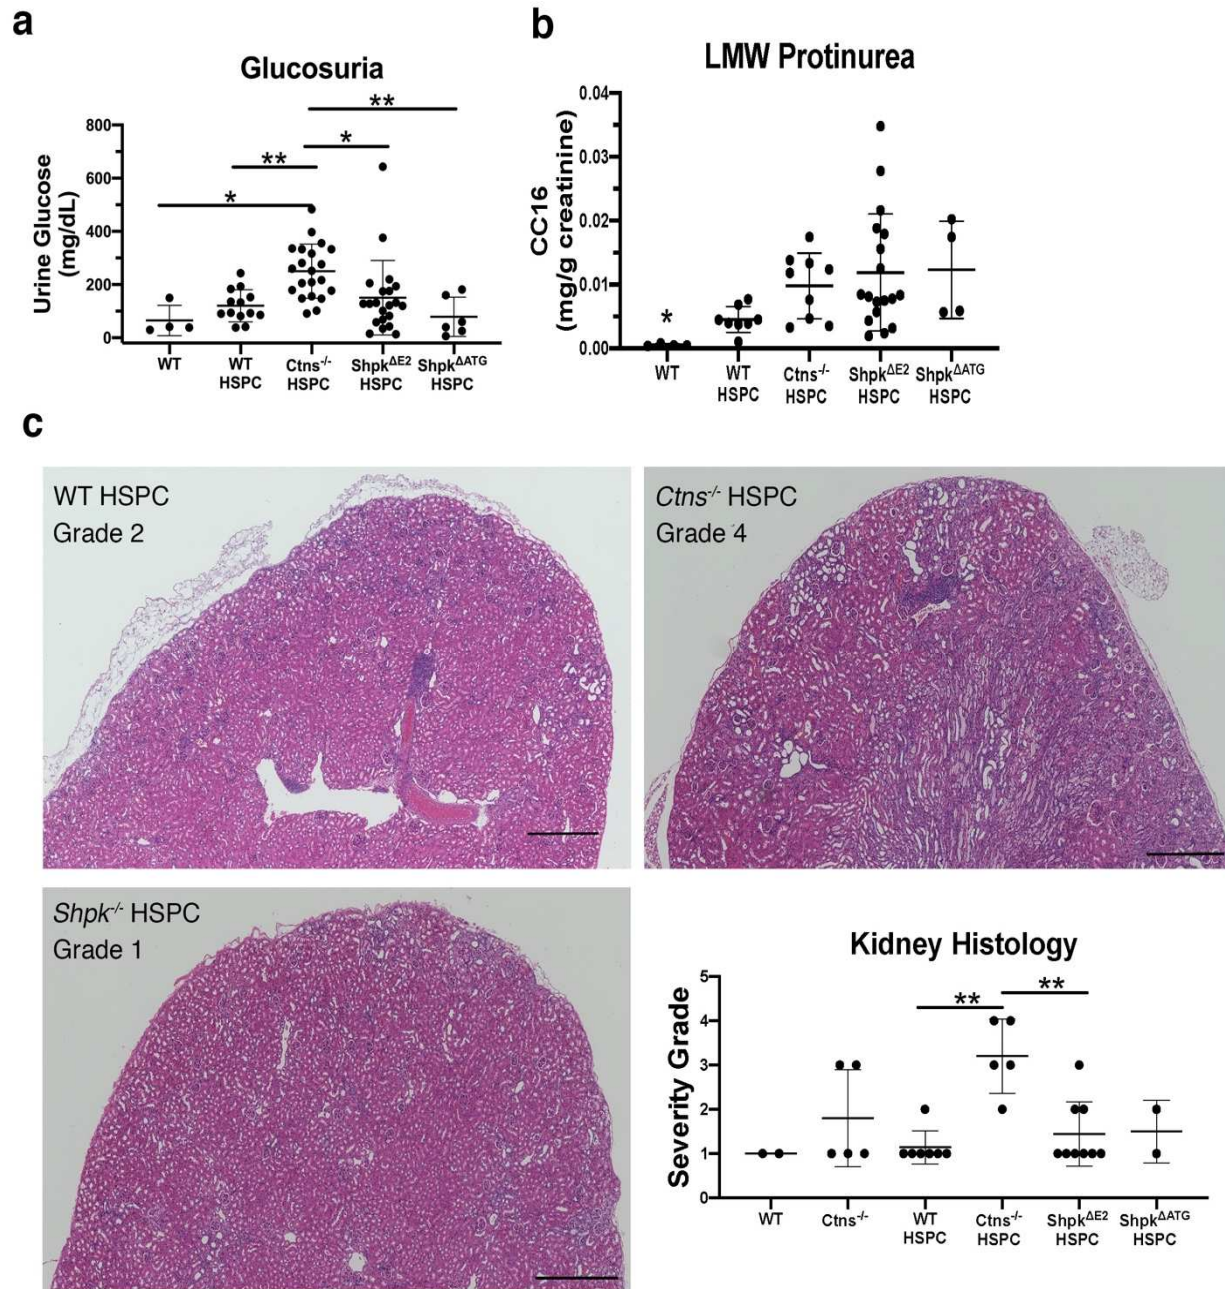 a
Glucosuria
Urine Glucose
(mg/dL)
800
600
400
200
0
**
*
**
*
WT
WT
HSPC
Ctns-/-
HSPC
ShpkΔE2
HSPC
ShpkΔATG
HSPC
b
LMW Protinurea
CC16
(mg/g creatinine)
0.04
0.03
0.02
0.01
0.00
*
WT
WT
HSPC
Ctns-/-
HSPC
ShpkΔE2
HSPC
ShpkΔATG
HSPC
c
WT HSPC
Grade 2
Ctns-/- HSPC
Grade 4
Shpk-/- HSPC
Grade 1
Kidney Histology
Severity Grade
5
4
3
2
1
0
**
**
WT
Ctns-/-
WT
HSPC
Ctns-/-
HSPC
ShpkΔE2
HSPC
ShpkΔATG
HSPC